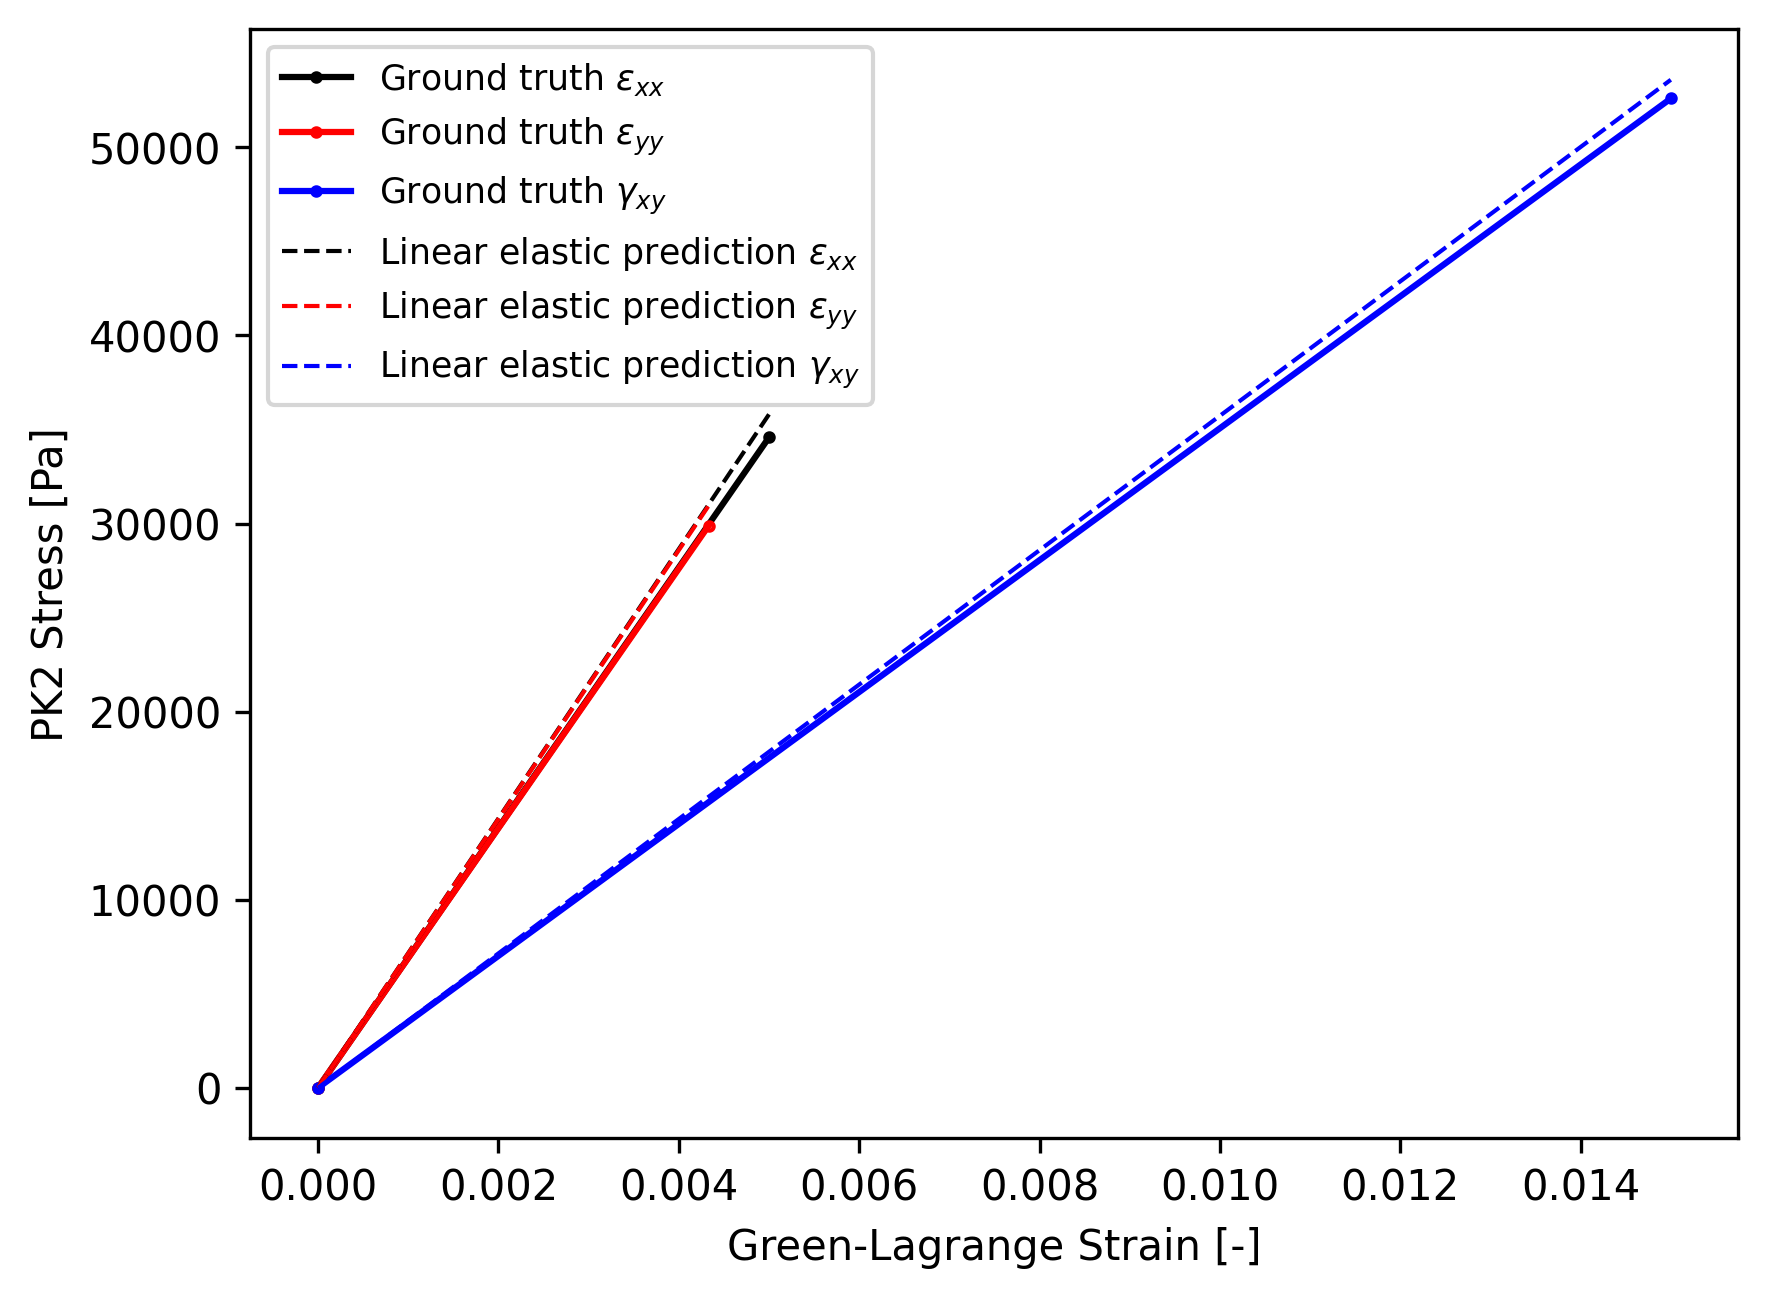 Ground truth εxx
Ground truth εyy
Ground truth γxy
Linear elastic prediction εxx
Linear elastic prediction εyy
Linear elastic prediction γxy
50000
40000
30000
20000
10000
0
PK2 Stress [Pa]
0.000 0.002 0.004 0.006 0.008 0.010 0.012 0.014
Green-Lagrange Strain [-]